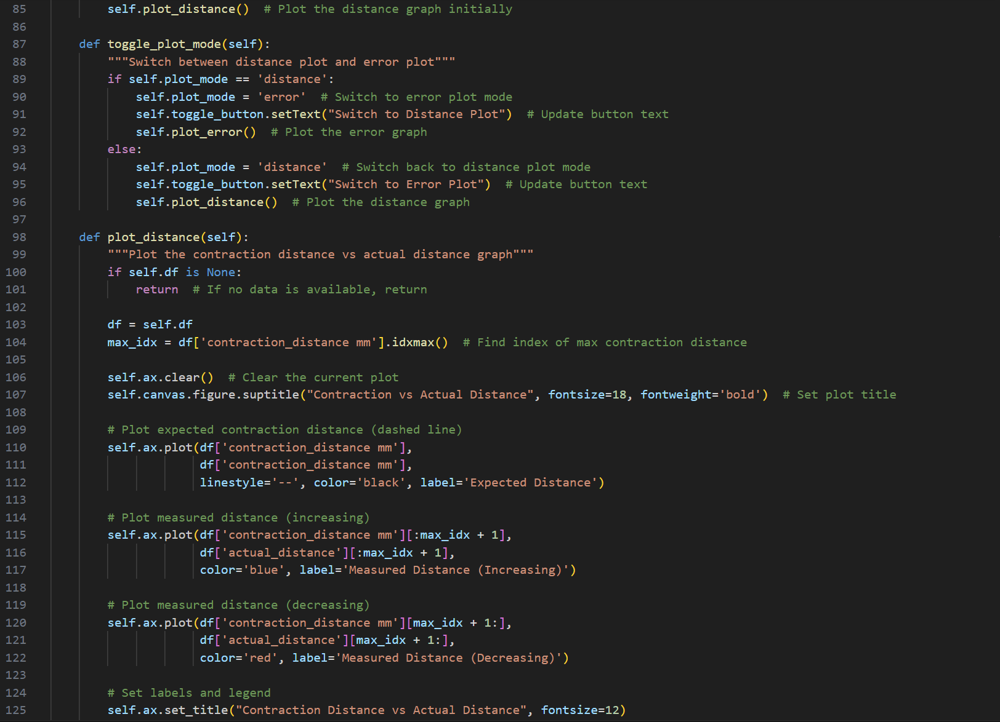 85 self.plot_distance()  # Plot the distance graph initially
86
87 def toggle_plot_mode(self):
88 """Switch between distance plot and error plot"""
89 if self.plot_mode == 'distance':
90 self.plot_mode = 'error'  # Switch to error plot mode
91 self.toggle_button.setText("Switch to Distance Plot")  # Update button text
92 self.plot_error()  # Plot the error graph
93 else:
94 self.plot_mode = 'distance'  # Switch back to distance plot mode
95 self.toggle_button.setText("Switch to Error Plot")  # Update button text
96 self.plot_distance()  # Plot the distance graph
97
98 def plot_distance(self):
99 """Plot the contraction distance vs actual distance graph"""
100 if self.df is None:
101 return  # If no data is available, return
102
103 df = self.df
104 max_idx = df['contraction_distance mm'].idxmax()  # Find index of max contraction distance
105
106 self.ax.clear()  # Clear the current plot
107 self.canvas.figure.suptitle("Contraction vs Actual Distance", fontsize=18, fontweight='bold')  # Set plot title
108
109 # Plot expected contraction distance (dashed line)
110 self.ax.plot(df['contraction_distance mm'],
111 df['contraction_distance mm'],
112 linestyle='--', color='black', label='Expected Distance')
113
114 # Plot measured distance (increasing)
115 self.ax.plot(df['contraction_distance mm'][:max_idx + 1],
116 df['actual_distance'][:max_idx + 1],
117 color='blue', label='Measured Distance (Increasing)')
118
119 # Plot measured distance (decreasing)
120 self.ax.plot(df['contraction_distance mm'][max_idx + 1:],
121 df['actual_distance'][max_idx + 1:],
122 color='red', label='Measured Distance (Decreasing)')
123
124 # Set labels and legend
125 self.ax.set_title("Contraction Distance vs Actual Distance", fontsize=12)